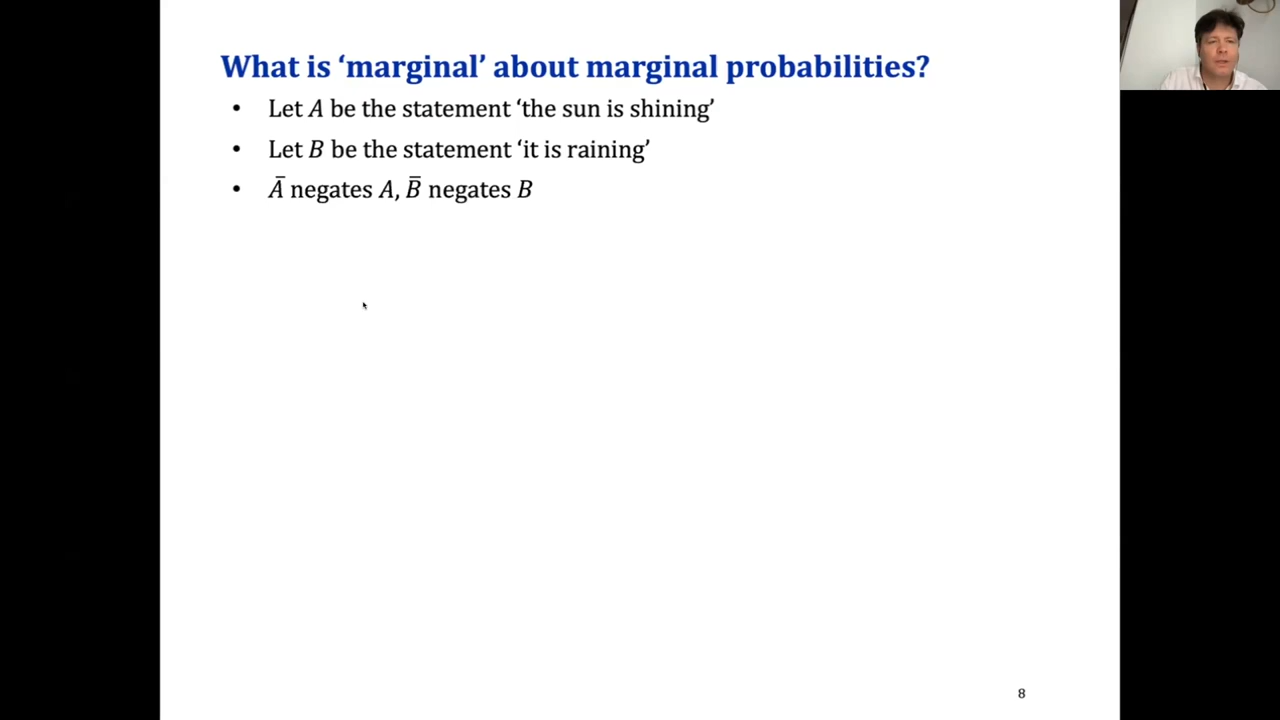 What is ‘marginal’ about marginal probabilities?
• Let A be the statement ‘the sun is shining’
• Let B be the statement ‘it is raining’
• Ā negates A, B̄ negates B
8